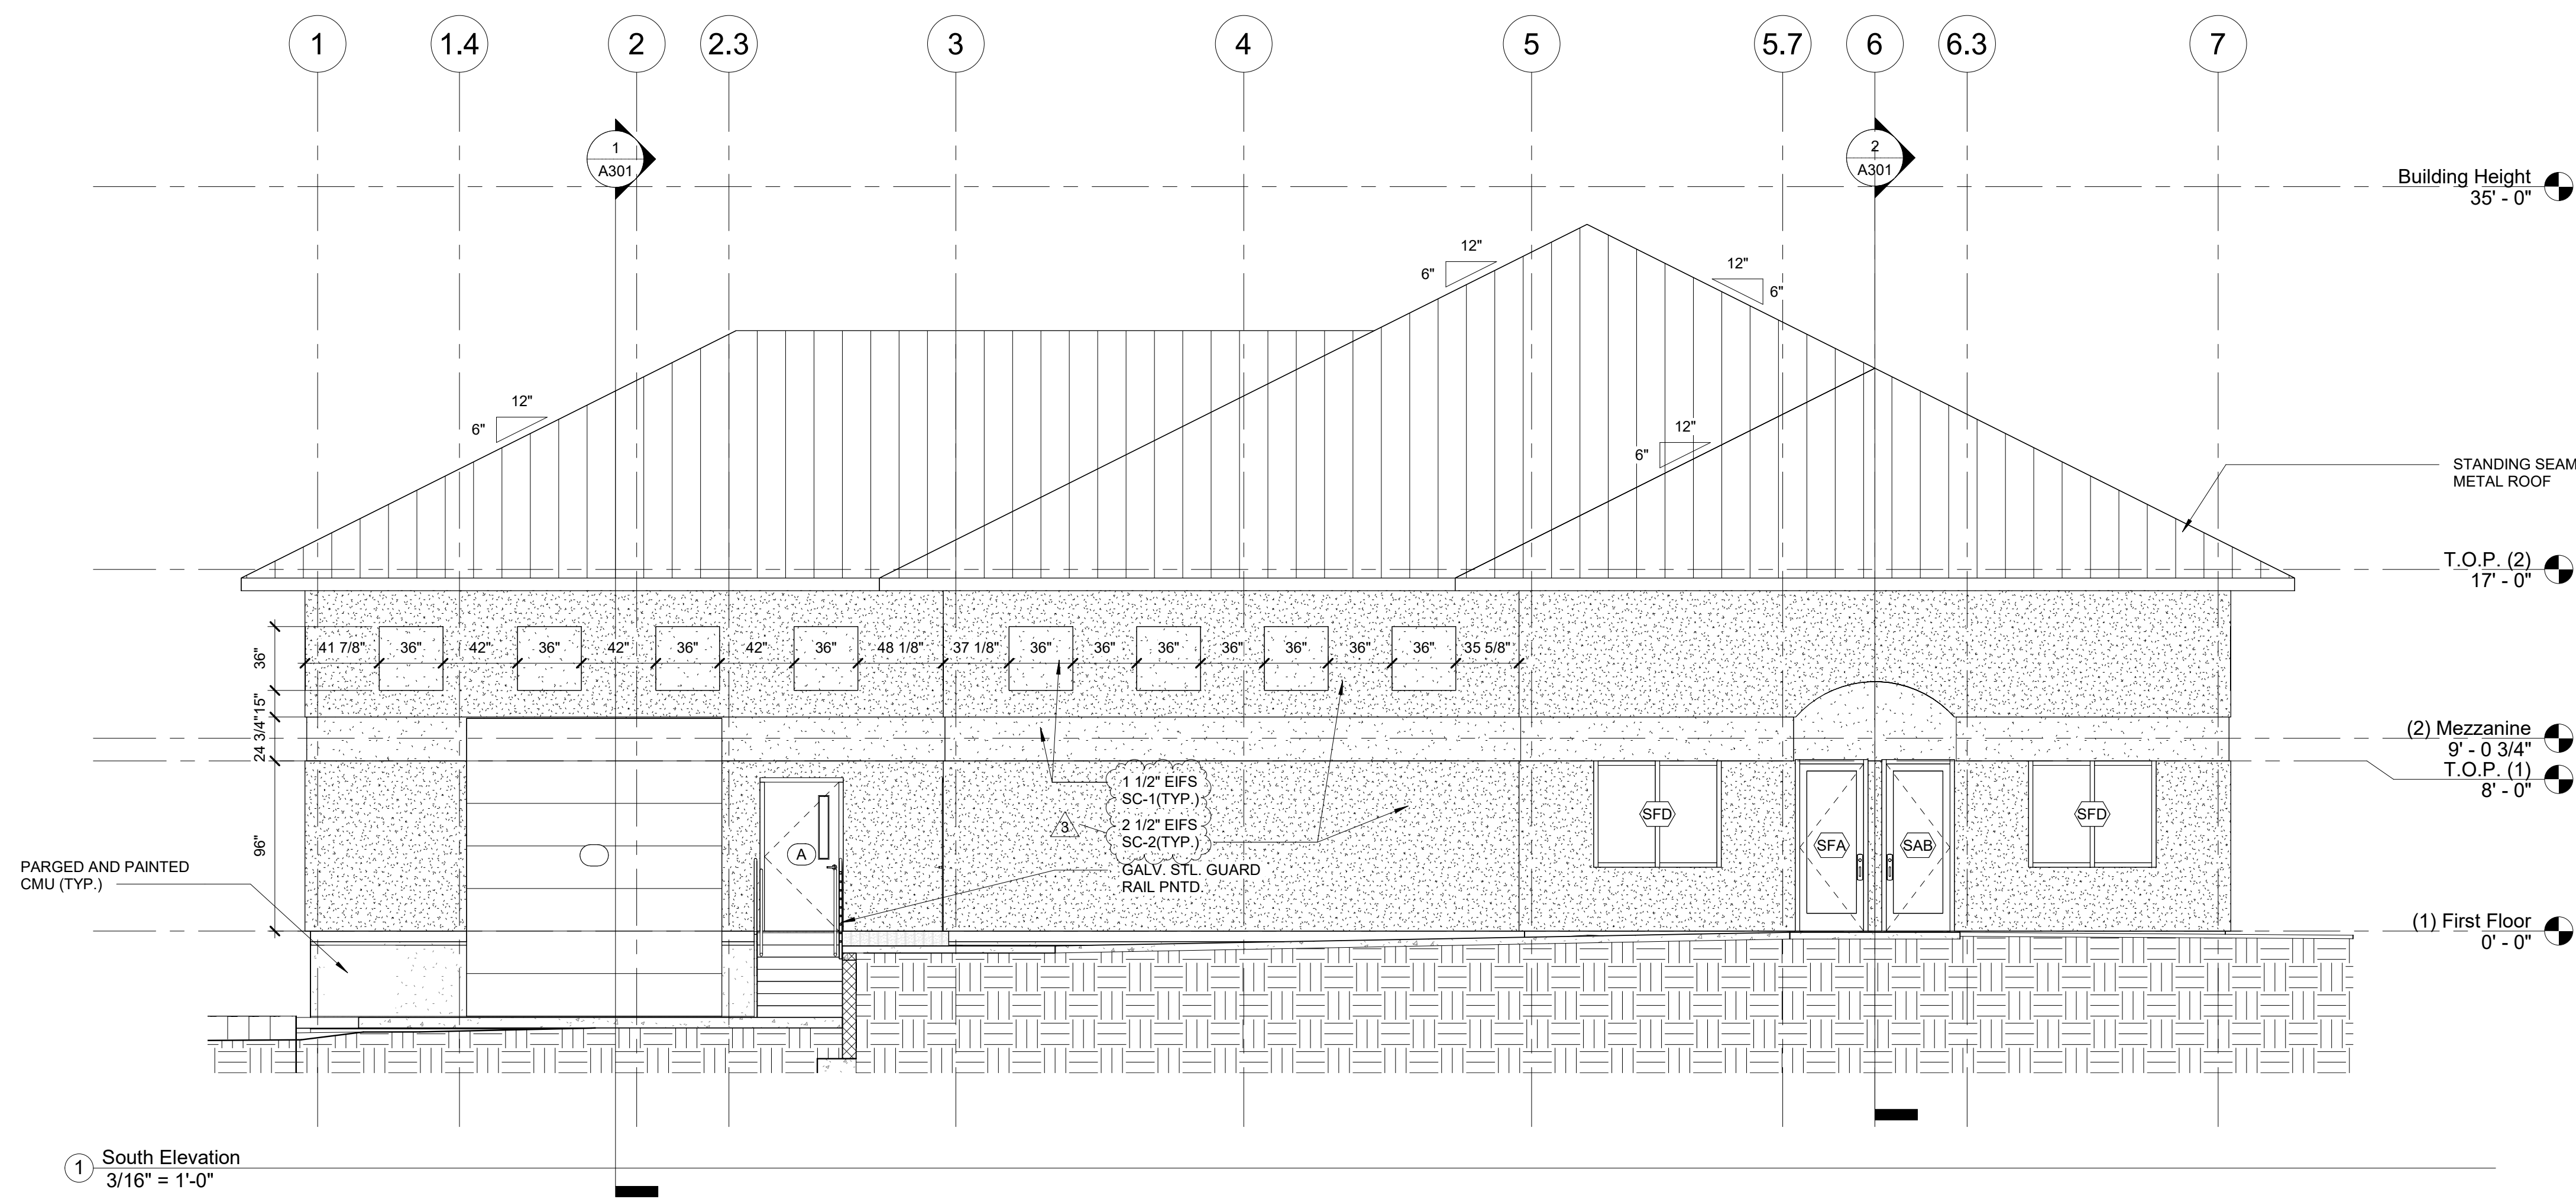 1 1.4 2 2.3 3 4 5 5.7 6 6.3 7
1
A301
2
A301
Building Height
35' - 0"
12"
6"
12"
6"
12"
6"
12"
6"
STANDING SEAM
METAL ROOF
T.O.P. (2)
17' - 0"
41 7/8" 36" 42" 36" 42" 36" 42" 36" 48 1/8" 37 1/8" 36" 36" 36" 36" 36" 36" 36" 35 5/8"
36"
15"
24 3/4"
96"
(2) Mezzanine
9' - 0 3/4"
T.O.P. (1)
8' - 0"
1 1/2" EIFS
SC-1(TYP.)
2 1/2" EIFS
SC-2(TYP.)
3
GALV. STL. GUARD
RAIL PNTD.
A
SFD
SFA
SAB
SFD
PARGED AND PAINTED
CMU (TYP.)
(1) First Floor
0' - 0"
1 South Elevation
3/16" = 1'-0"